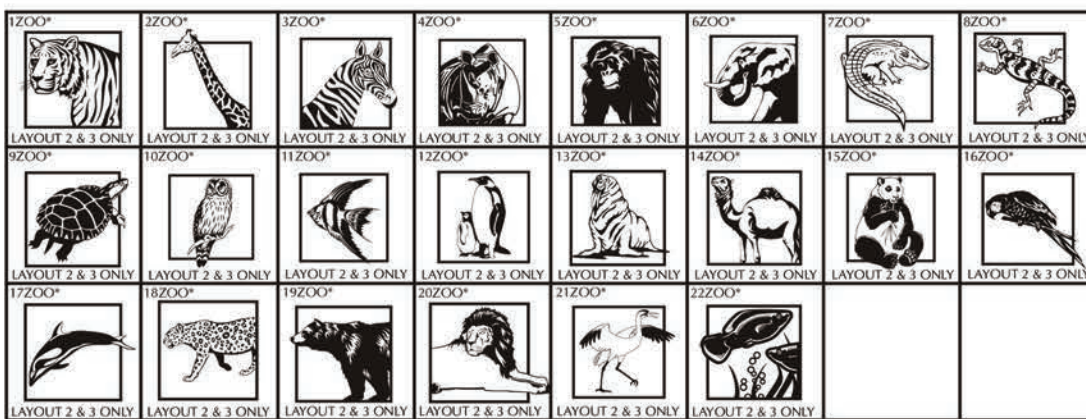 1ZOO*
LAYOUT 2 & 3 ONLY
2ZOO*
LAYOUT 2 & 3 ONLY
3ZOO*
LAYOUT 2 & 3 ONLY
4ZOO*
LAYOUT 2 & 3 ONLY
5ZOO*
LAYOUT 2 & 3 ONLY
6ZOO*
LAYOUT 2 & 3 ONLY
7ZOO*
LAYOUT 2 & 3 ONLY
8ZOO*
LAYOUT 2 & 3 ONLY
9ZOO*
LAYOUT 2 & 3 ONLY
10ZOO*
LAYOUT 2 & 3 ONLY
11ZOO*
LAYOUT 2 & 3 ONLY
12ZOO*
LAYOUT 2 & 3 ONLY
13ZOO*
LAYOUT 2 & 3 ONLY
14ZOO*
LAYOUT 2 & 3 ONLY
15ZOO*
LAYOUT 2 & 3 ONLY
16ZOO*
LAYOUT 2 & 3 ONLY
17ZOO*
LAYOUT 2 & 3 ONLY
18ZOO*
LAYOUT 2 & 3 ONLY
19ZOO*
LAYOUT 2 & 3 ONLY
20ZOO*
LAYOUT 2 & 3 ONLY
21ZOO*
LAYOUT 2 & 3 ONLY
22ZOO*
LAYOUT 2 & 3 ONLY